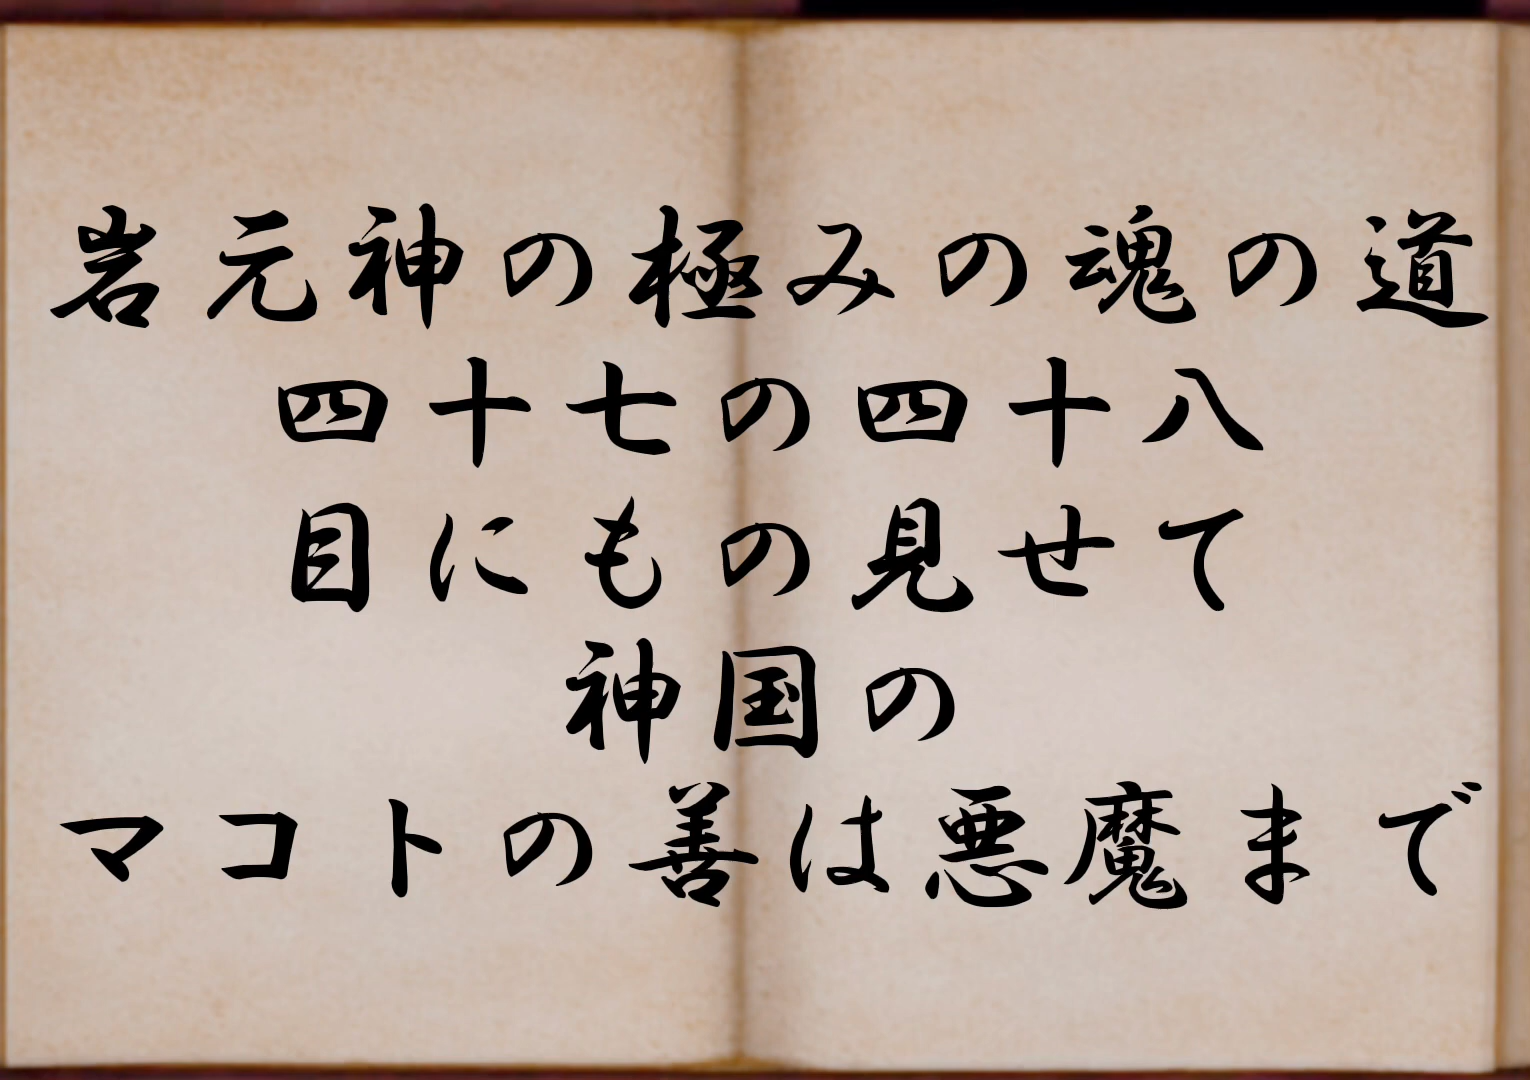 岩元神の極みの魂の道
四十七の四十八
目にもの見せて
神国の
マコトの善は悪魔まで